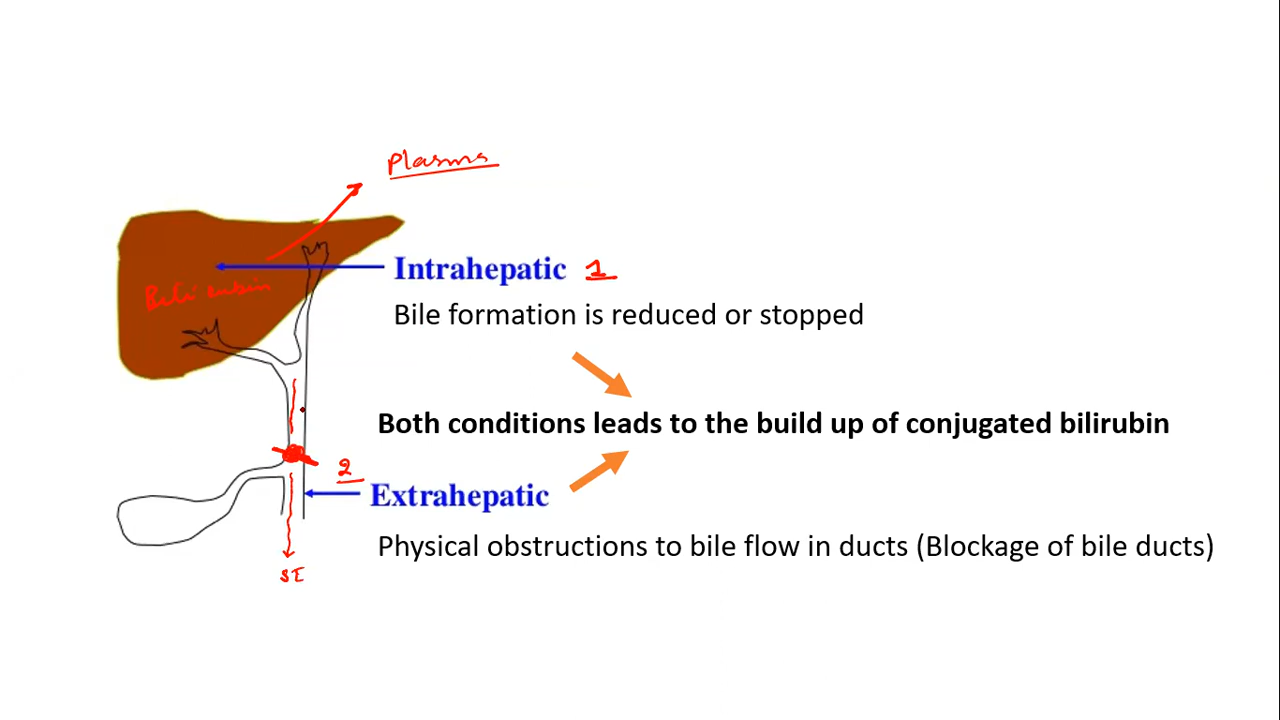 Plasma
Intrahepatic 1
Bilirubin
Bile formation is reduced or stopped
Both conditions leads to the build up of conjugated bilirubin
2
Extrahepatic
Physical obstructions to bile flow in ducts (Blockage of bile ducts)
SI